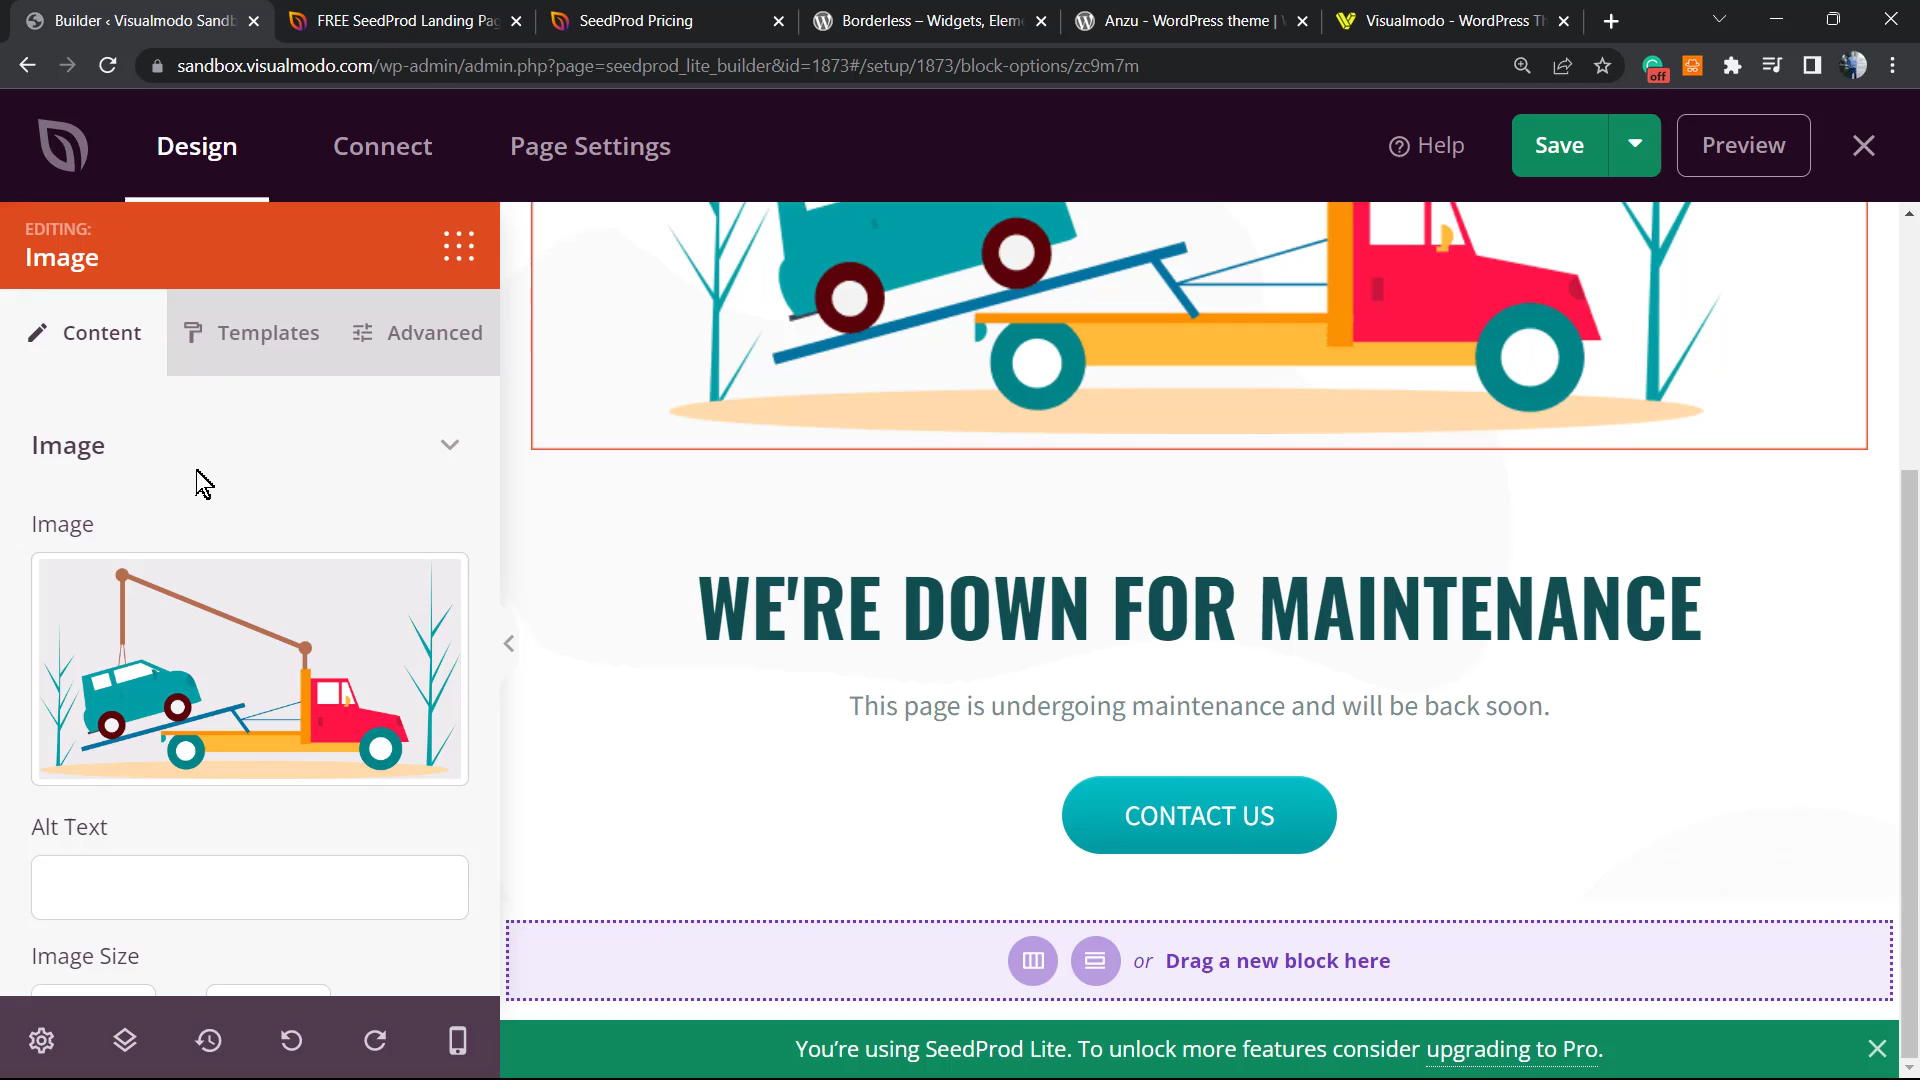 Builder ‹ Visualmodo Sandb
FREE SeedProd Landing Pag
SeedProd Pricing
Borderless – Widgets, Elem
Anzu - WordPress theme |
Visualmodo - WordPress Th
sandbox.visualmodo.com/wp-admin/admin.php?page=seedprod_lite_builder&id=1873#/setup/1873/block-options/zc9m7m
off
Design
Connect
Page Settings
Help
Save
Preview
EDITING:
Image
Content
Templates
Advanced
Image
Image
Alt Text
Image Size
WE'RE DOWN FOR MAINTENANCE
This page is undergoing maintenance and will be back soon.
CONTACT US
or Drag a new block here
You're using SeedProd Lite. To unlock more features consider upgrading to Pro.